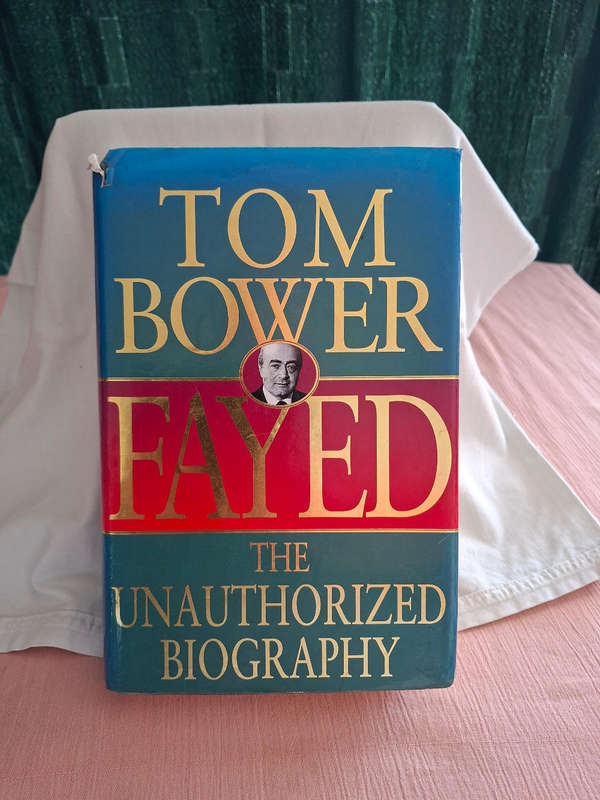 TOM
BOWER
FAYED
THE
UNAUTHORIZED
BIOGRAPHY